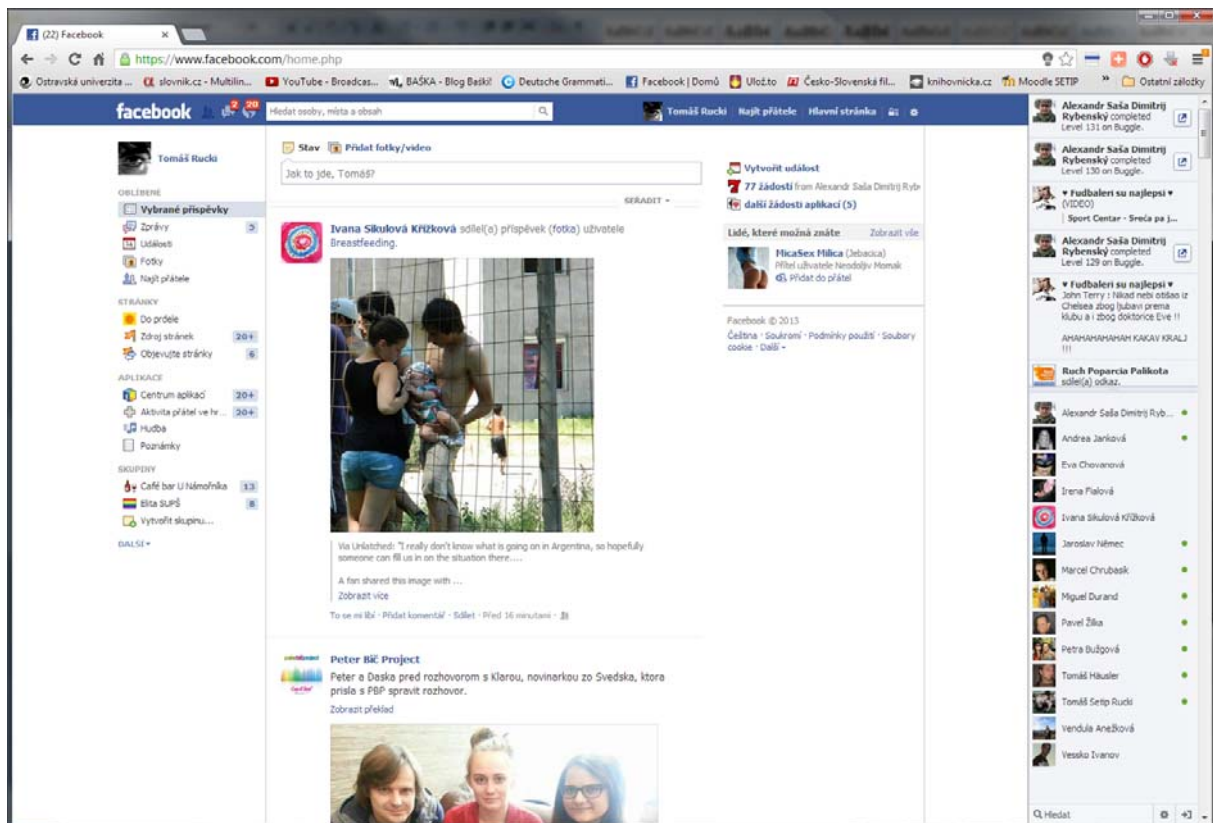 (22) Facebook
https://www.facebook.com/home.php
Ostravská univerzita ...
slovnik.cz - Multilin...
YouTube - Broadcas...
BAŠKA - Blog Baški!
Deutsche Grammati...
Facebook | Domů
Ulož.to
Česko-Slovenská fil...
knihovnicka.cz
Moodle SETIP
Ostatní záložky
facebook
2
20
Hledat osoby, místa a obsah
Tomáš Rucki
Najít přátele
Hlavní stránka
Tomáš Rucki
OBLÍBENÉ
Vybrané příspěvky
Zprávy 5
Události
Fotky
Najít přátele
STRÁNKY
Do prdele
Zdroj stránek 20+
Objevujte stránky 6
APLIKACE
Centrum aplikací 20+
Aktivita přátel ve hr... 20+
Hudba
Poznámky
SKUPINY
Café bar U Námořníka 13
Elita SUPŠ 8
Vytvořit skupinu...
DALŠÍ
Stav Přidat fotky/video
Jak to jde, Tomáš?
SEŘADIT
Ivana Sikulová Křížková sdílel(a) příspěvek (fotka) uživatele
Breastfeeding.
Via Unlatched: "I really don't know what is going on in Argentina, so hopefully
someone can fill us in on the situation there....
A fan shared this image with ...
Zobrazit více
To se mi líbí · Přidat komentář · Sdílet · Před 16 minutami ·
Peter Bič Project
Peter a Daska pred rozhovorom s Klarou, novinarkou zo Svedska, ktora
prisla s PBP spravit rozhovor.
Zobrazit překlad
Vytvořit událost
77 žádostí from Alexandr Saša Dimitrij Rybe
další žádosti aplikací (5)
Lidé, které možná znáte Zobrazit vše
MicaSex Milica (Jebacica)
Přítel uživatele Neodoljiv Momak
Přidat do přátel
Facebook © 2013
Čeština · Soukromí · Podmínky použití · Soubory
cookie · Další
Alexandr Saša Dimitrij
Rybenský completed
Level 131 on Buggle.
Alexandr Saša Dimitrij
Rybenský completed
Level 130 on Buggle.
♥ Fudbaleri su najlepsi ♥
(VIDEO)
Sport Centar - Sreća pa j...
Alexandr Saša Dimitrij
Rybenský completed
Level 129 on Buggle.
♥ Fudbaleri su najlepsi ♥
John Terry : Nikad nebi otišao iz
Chelsea zbog ljubavi prema
klubu a i zbog doktorice Eve !!
AHAHAHAHAHAH KAKAV KRALJ
!!!
Ruch Poparcia Palikota
sdílel(a) odkaz.
Alexandr Saša Dimitrij Ryb...
Andrea Janková
Eva Chovanová
Irena Fialová
Ivana Sikulová Křížková
Jaroslav Němec
Marcel Chrubasik
Miguel Durand
Pavel Žilka
Petra Bužgová
Tomáš Häusler
Tomáš Setip Rucki
Vendula Anežková
Vessko Ivanov
Hledat